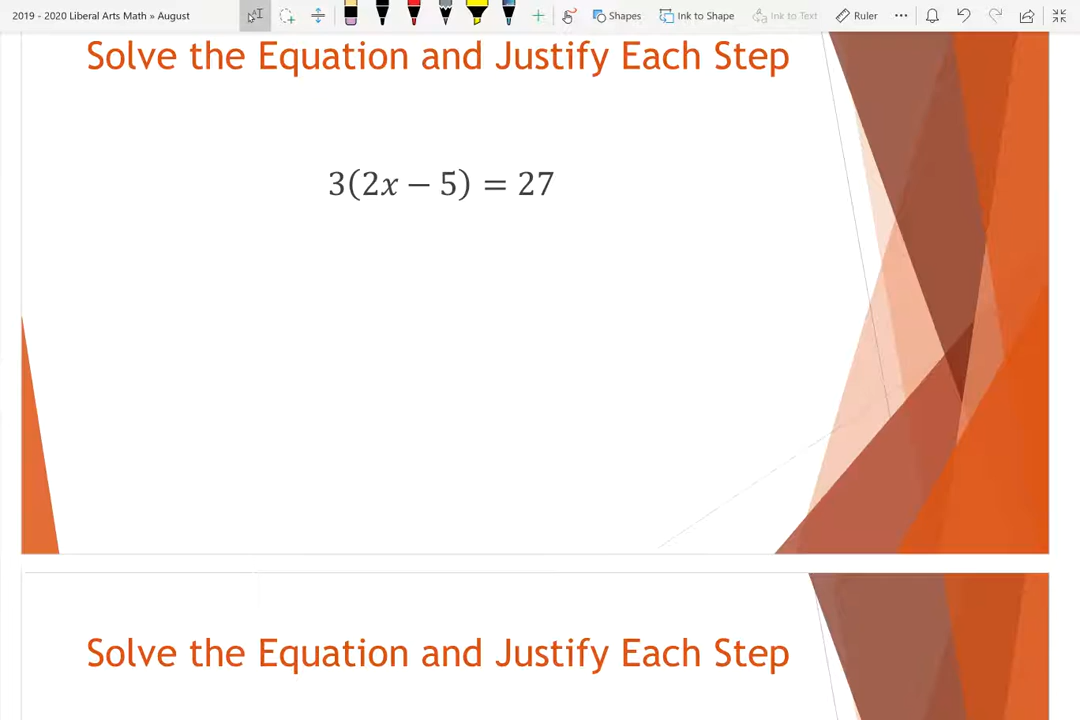 2019 - 2020 Liberal Arts Math » August
Shapes
Ink to Shape
Ink to Text
Ruler
Solve the Equation and Justify Each Step
3(2x − 5) = 27
Solve the Equation and Justify Each Step